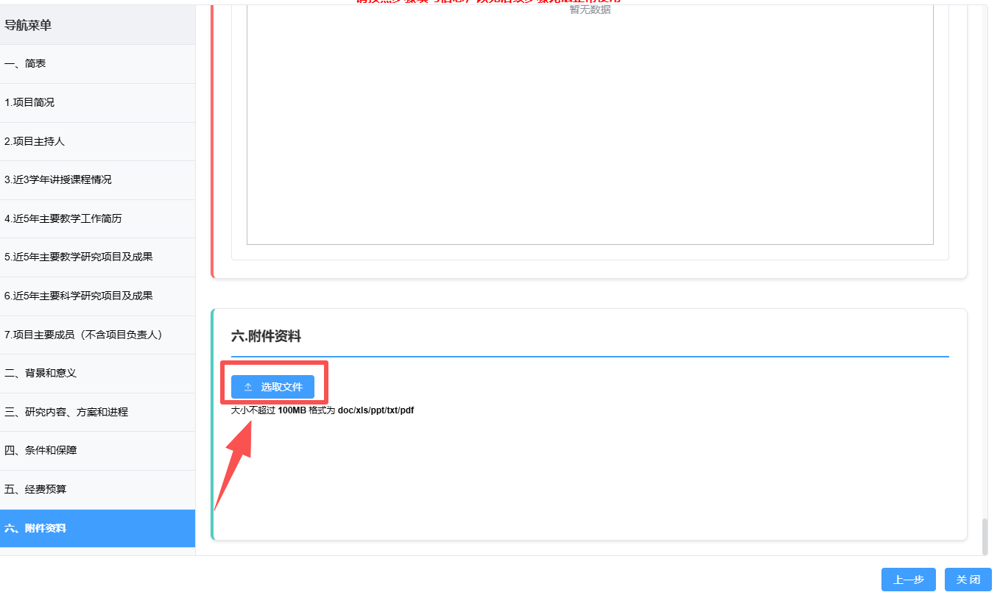 暂无数据
导航菜单
一、简表
1.项目简况
2.项目主持人
3.近3学年讲授课程情况
4.近5年主要教学工作简历
5.近5年主要教学研究项目及成果
6.近5年主要科学研究项目及成果
7.项目主要成员（不含项目负责人）
二、背景和意义
三、研究内容、方案和进程
四、条件和保障
五、经费预算
六、附件资料
六.附件资料
选取文件
大小不超过 100MB 格式为 doc/xls/ppt/txt/pdf
上一步
关 闭